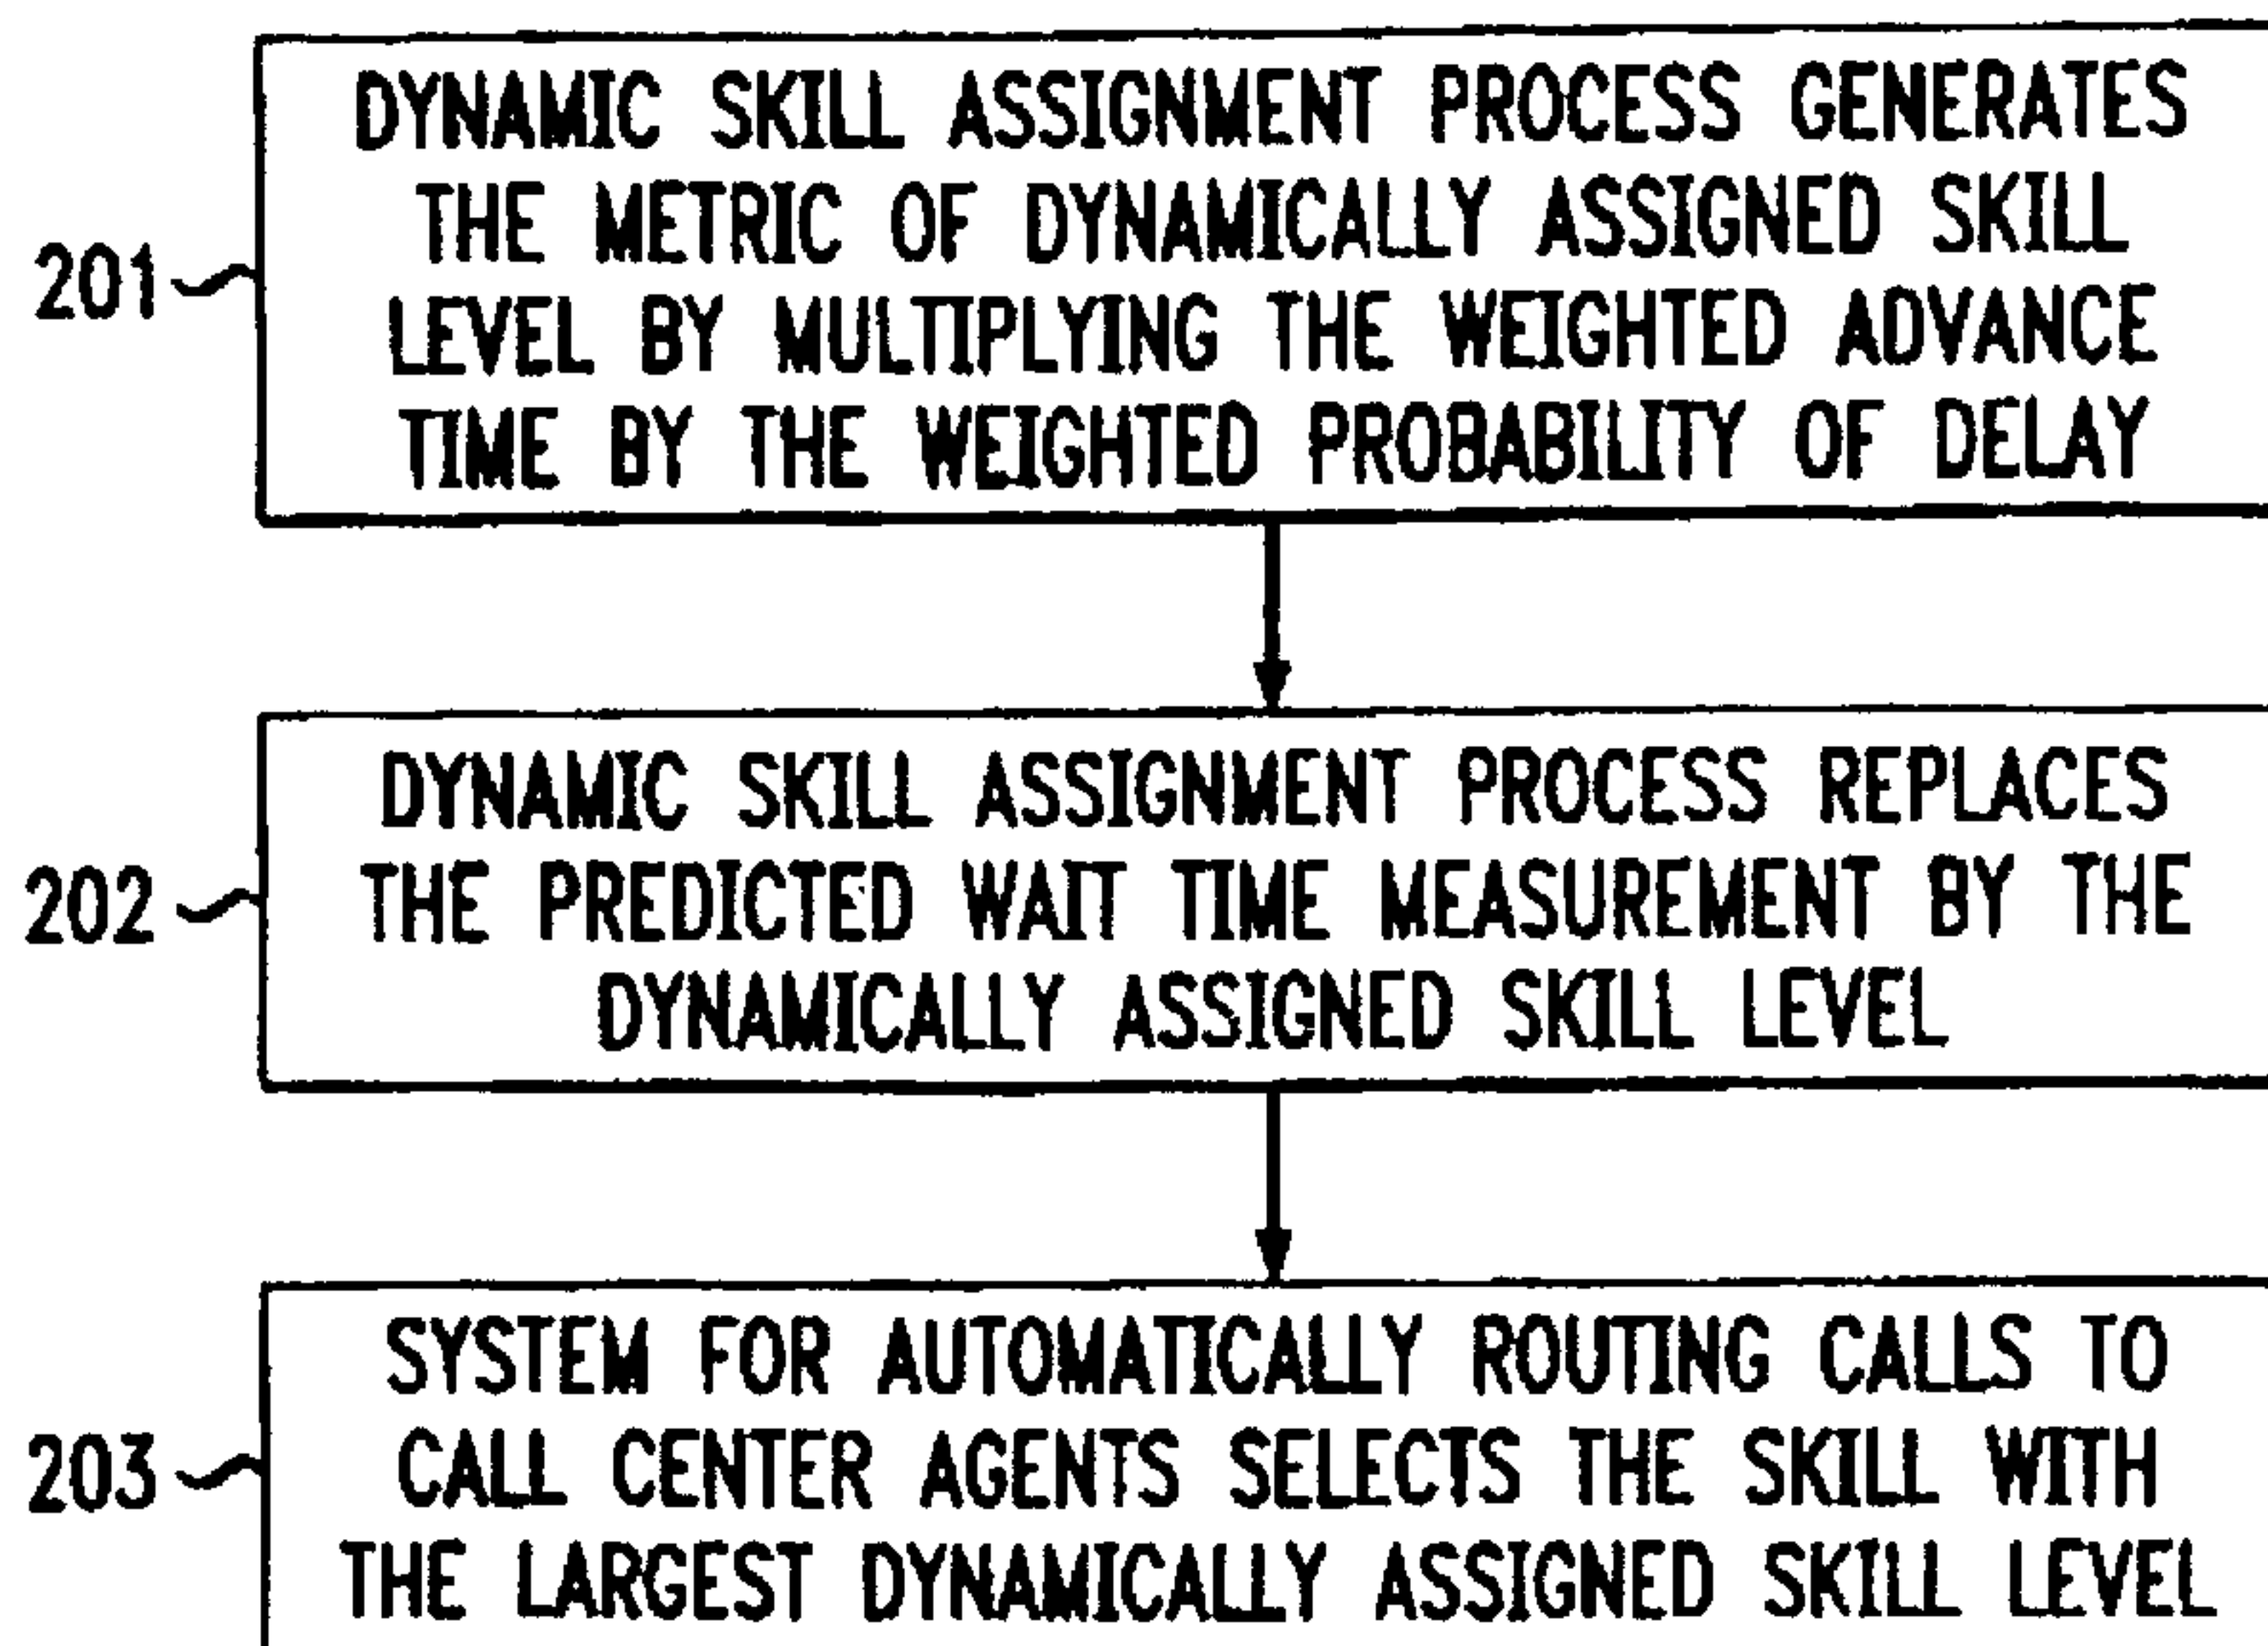 DYNAMIC SKILL ASSIGNMENT PROCESS GENERATES
THE METRIC OF DYNAMICALLY ASSIGNED SKILL
201
LEVEL BY MULTIPLYING THE WEIGHTED ADVANCE
TIME BY THE WEIGHTED PROBABILITY OF DELAY
DYNAMIC SKILL ASSIGNMENT PROCESS REPLACES
202
THE PREDICTED WAIT TIME MEASUREMENT BY THE
DYNAMICALLY ASSIGNED SKILL LEVEL
SYSTEM FOR AUTOMATICALLY ROUTING CALLS TO
203
CALL CENTER AGENTS SELECTS THE SKILL WITH
THE LARGEST DYNAMICALLY ASSIGNED SKILL LEVEL